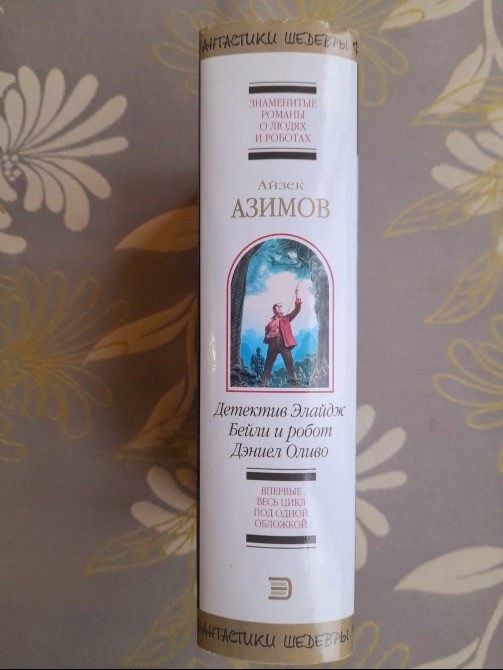 ФАНТАСТИКИ ШЕДЕВРЫ
ЗНАМЕНИТЫЕ
РОМАНЫ
О ЛЮДЯХ
И РОБОТАХ
Айзек
АЗИМОВ
Детектив Элайдж
Бейли и робот
Дэниел Оливо
ВПЕРВЫЕ
ВЕСЬ ЦИКЛ
ПОД ОДНОЙ
ОБЛОЖКОЙ
Э
АНТАСТИКИ ШЕДЕВРЫ